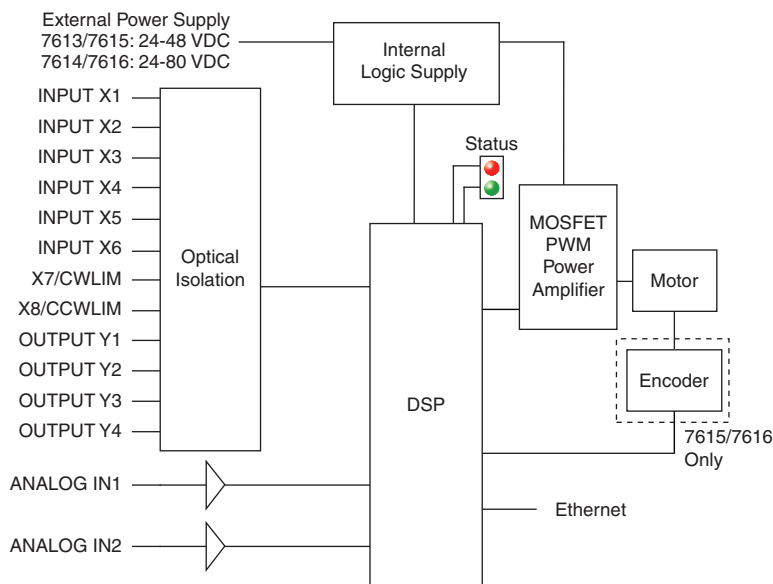 External Power Supply
7613/7615: 24-48 VDC
7614/7616: 24-80 VDC
Internal
Logic Supply
INPUT X1
INPUT X2
INPUT X3
INPUT X4
INPUT X5
INPUT X6
X7/CWLIM
X8/CCWLIM
OUTPUT Y1
OUTPUT Y2
OUTPUT Y3
OUTPUT Y4
Optical
Isolation
Status
MOSFET
PWM
Power
Amplifier
Motor
Encoder
7615/7616
Only
DSP
ANALOG IN1
ANALOG IN2
Ethernet